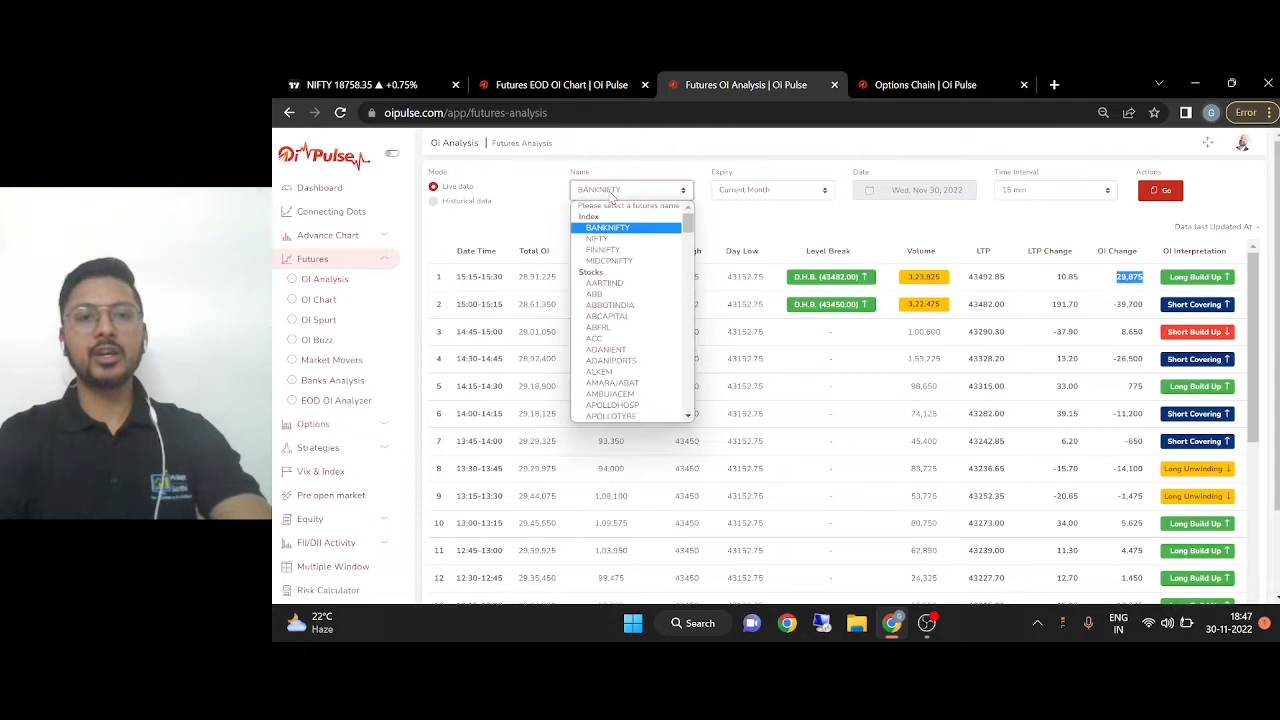 NIFTY 18758.35 ▲ +0.75%
Futures EOD OI Chart | Oi Pulse
Futures OI Analysis | Oi Pulse
Options Chain | Oi Pulse
oipulse.com/app/futures-analysis
G
Error
Oi Pulse
Oi Analysis | Futures Analysis
Dashboard
Connecting Dots
Advance Chart
Futures
OI Analysis
OI Chart
OI Spurt
OI Buzz
Market Movers
Banks Analysis
EOD OI Analyzer
Options
Strategies
Vix & Index
Pre open market
Equity
FII/DII Activity
Multiple Window
Risk Calculator
Mode
Live data
Historical data
Name
BANKNIFTY
Please select a futures name
Index
BANKNIFTY
NIFTY
FINNIFTY
MIDCPNIFTY
Stocks
AARTIIND
ABB
ABBOTINDIA
ABCAPITAL
ABFRL
ACC
ADANIENT
ADANIPORTS
ALKEM
AMARAJABAT
AMBUJACEM
APOLLOHOSP
APOLLOTYRE
Expiry
Current Month
Date
Wed, Nov 30, 2022
Time Interval
15 min
Actions
Go
Data last Updated At: -
Date Time Total OI Day Low Level Break Volume LTP LTP Change OI Change OI Interpretation
1 15:15-15:30 28,91,225 43152.75 D.H.B. (43482.00) ↑ 3,23,825 43492.85 10.85 29,875 Long Build Up ↑
2 15:00-15:15 28,61,350 43152.75 D.H.B. (43450.00) ↑ 3,22,475 43482.00 191.70 -39,700 Short Covering ↑
3 14:45-15:00 29,01,050 43152.75 - 1,00,600 43290.30 -37.90 8,650 Short Build Up ↓
4 14:30-14:45 28,92,400 43152.75 - 1,53,225 43328.20 13.20 -26,500 Short Covering ↑
5 14:15-14:30 29,18,900 43152.75 - 98,650 43315.00 33.00 775 Long Build Up ↑
6 14:00-14:15 29,18,125 43152.75 - 74,125 43282.00 39.15 -11,200 Short Covering ↑
7 13:45-14:00 29,29,325 93,350 43450 43152.75 - 45,400 43242.85 6.20 -650 Short Covering ↑
8 13:30-13:45 29,29,975 94,000 43450 43152.75 - 83,725 43236.65 -15.70 -14,100 Long Unwinding ↓
9 13:15-13:30 29,44,075 1,08,100 43450 43152.75 - 53,775 43252.35 -20.65 -1,475 Long Unwinding ↓
10 13:00-13:15 29,45,550 1,09,575 43450 43152.75 - 80,750 43273.00 34.00 5,625 Long Build Up ↑
11 12:45-13:00 29,39,925 1,03,950 43450 43152.75 - 62,850 43239.00 11.30 4,475 Long Build Up ↑
12 12:30-12:45 29,35,450 99,475 43450 43152.75 - 24,325 43227.70 12.70 1,450 Long Build Up ↑
22°C
Haze
Search
ENG
IN
18:47
30-11-2022